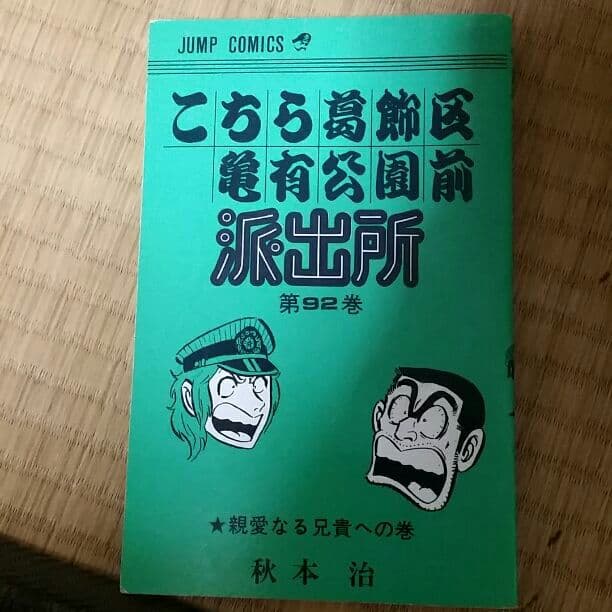 JUMP COMICS
こちら葛飾区
亀有公園前
派出所
第92巻
★親愛なる兄貴への巻
秋本 治